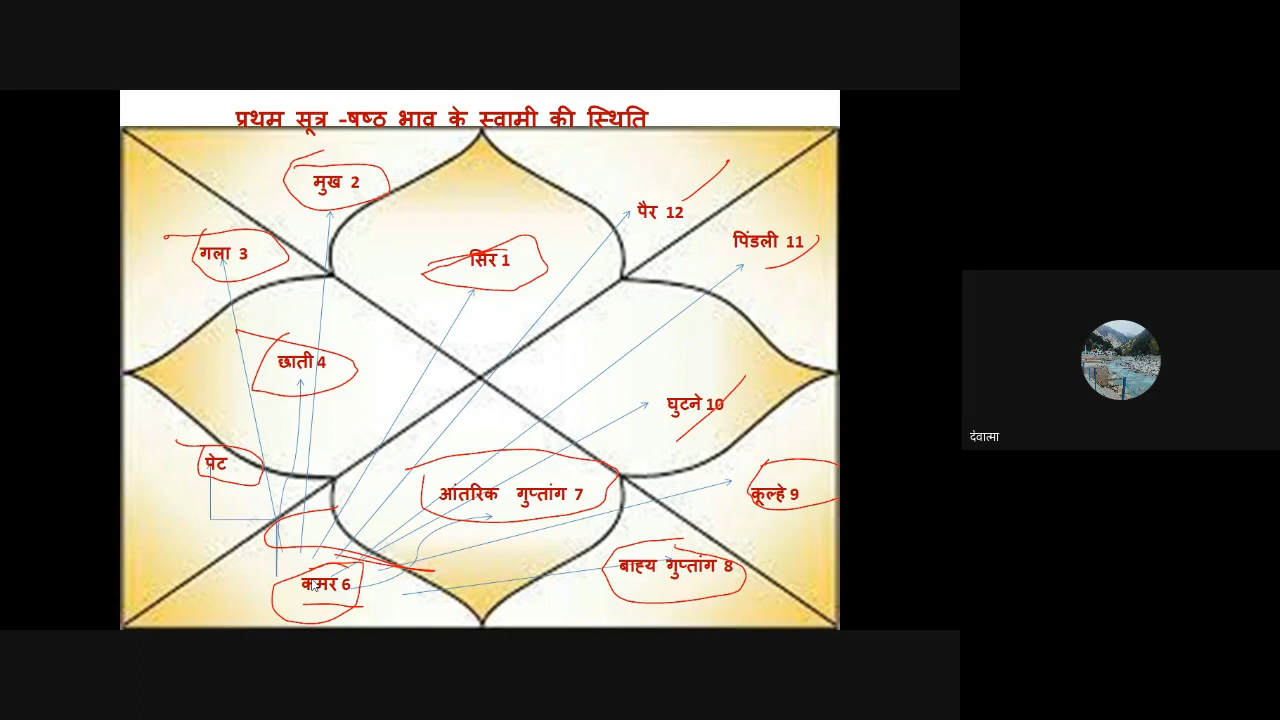 प्रथम सूत्र -षष्ठ भाव के स्वामी की स्थिति
मुख 2
पैर 12
पिंडली 11
गला 3
सिर 1
छाती 4
घुटने 10
पेट
आंतरिक गुप्तांग 7
कूल्हे 9
बाह्य गुप्तांग 8
कमर 6
देवात्मा